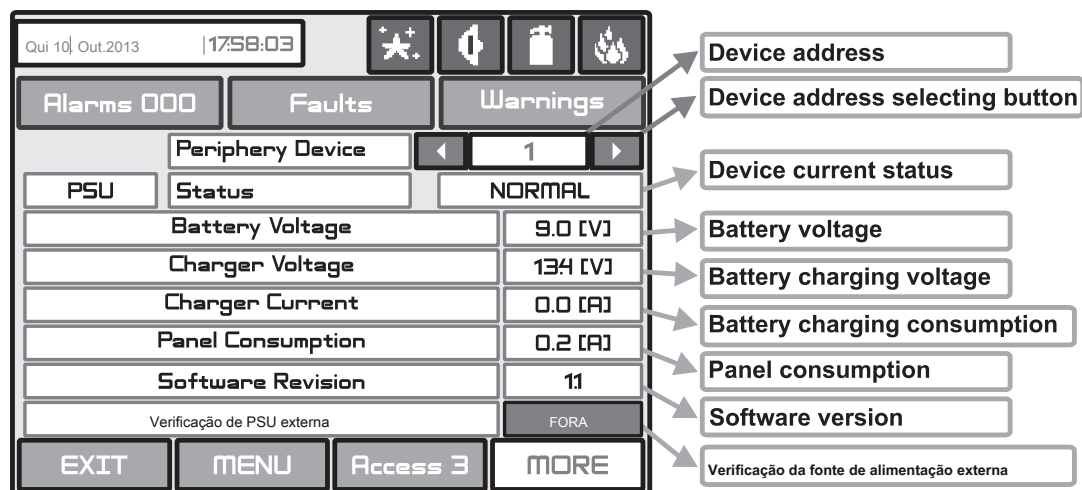 Qui 10, Out.2013 |17:58:03
Device address
Alarms 000 Faults Warnings
Device address selecting button
Periphery Device 1
PSU Status NORMAL
Device current status
Battery Voltage 9.0 [V]
Battery voltage
Charger Voltage 13.4 [V]
Battery charging voltage
Charger Current 0.0 [A]
Battery charging consumption
Panel Consumption 0.2 [A]
Panel consumption
Software Revision 1.1
Software version
Verificação de PSU externa FORA
EXIT MENU Access 3 MORE
Verificação da fonte de alimentação externa